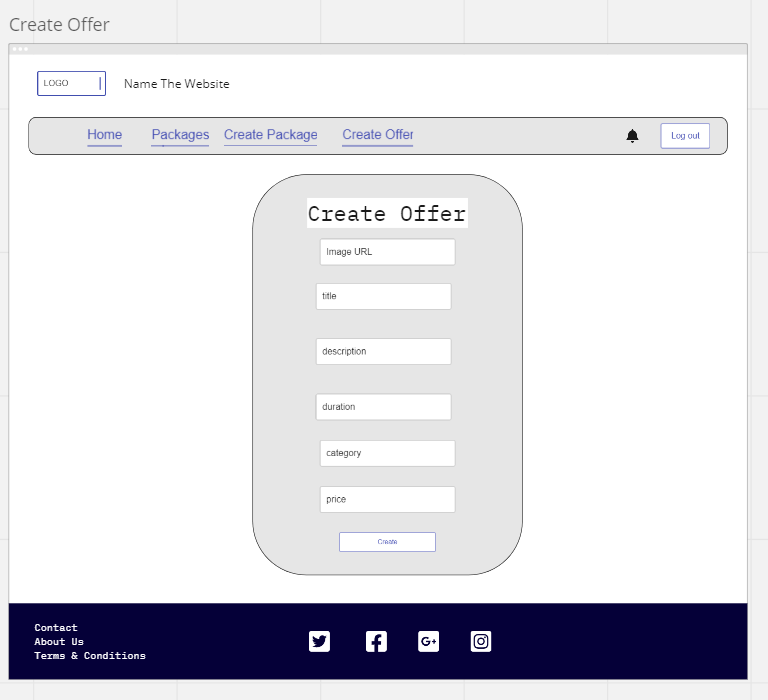 Create Offer
LOGO
Name The Website
Home Packages Create Package Create Offer
Log out
Create Offer
Image URL
title
description
duration
category
price
Create
Contact
About Us
Terms & Conditions
G+